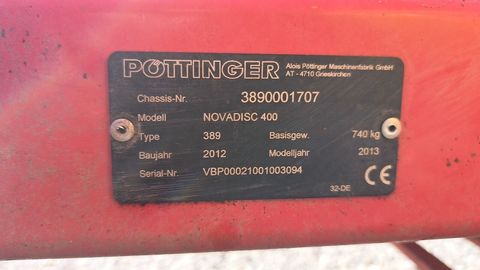 PÖTTINGER Alois Pöttinger Maschinenfabrik GmbH
AT - 4710 Grieskirchen
Chassis-Nr. 3890001707
Modell NOVADISC 400
Type 389 Basisgew. 740 kg
Baujahr 2012 Modelljahr 2013
Serial-Nr. VBP00021001003094 CE
32-DE